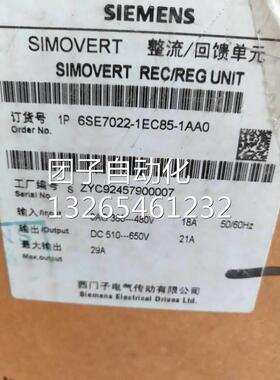 SIEMENS
SIMOVERT 整流/回馈单元
SIMOVERT REC/REG UNIT
订货号 1P 6SE7022-1EC85-1AA0
Order No.
工厂编号 S ZYC92457900007
Serial No.
团子自动化
13265461232
输入/Input 380---480V 18A 50/60Hz
输出/Output DC 510---650V 21A
最大输出 29A
Max.output
西门子电气传动有限公司
Siemens Electrical Drives Ltd.